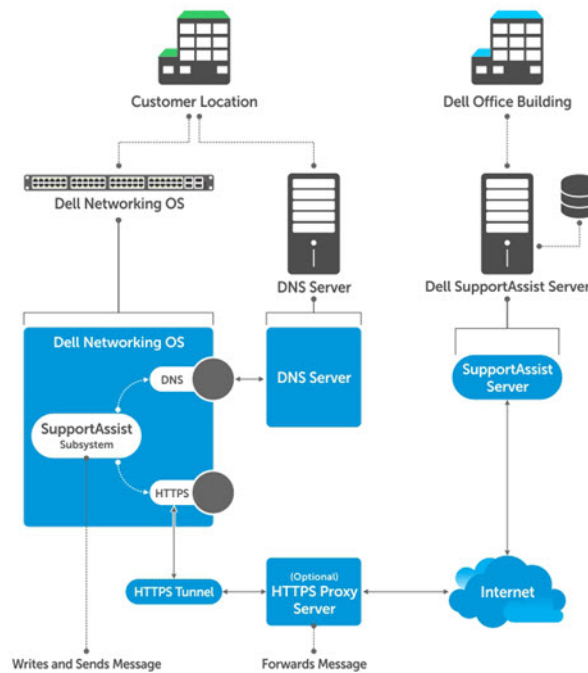 Customer Location
Dell Office Building
Dell Networking OS
DNS Server
Dell SupportAssist Server
Dell Networking OS
DNS
DNS Server
SupportAssist
Server
SupportAssist
Subsystem
HTTPS
HTTPS Tunnel
(Optional)
HTTPS Proxy
Server
Internet
Writes and Sends Message
Forwards Message